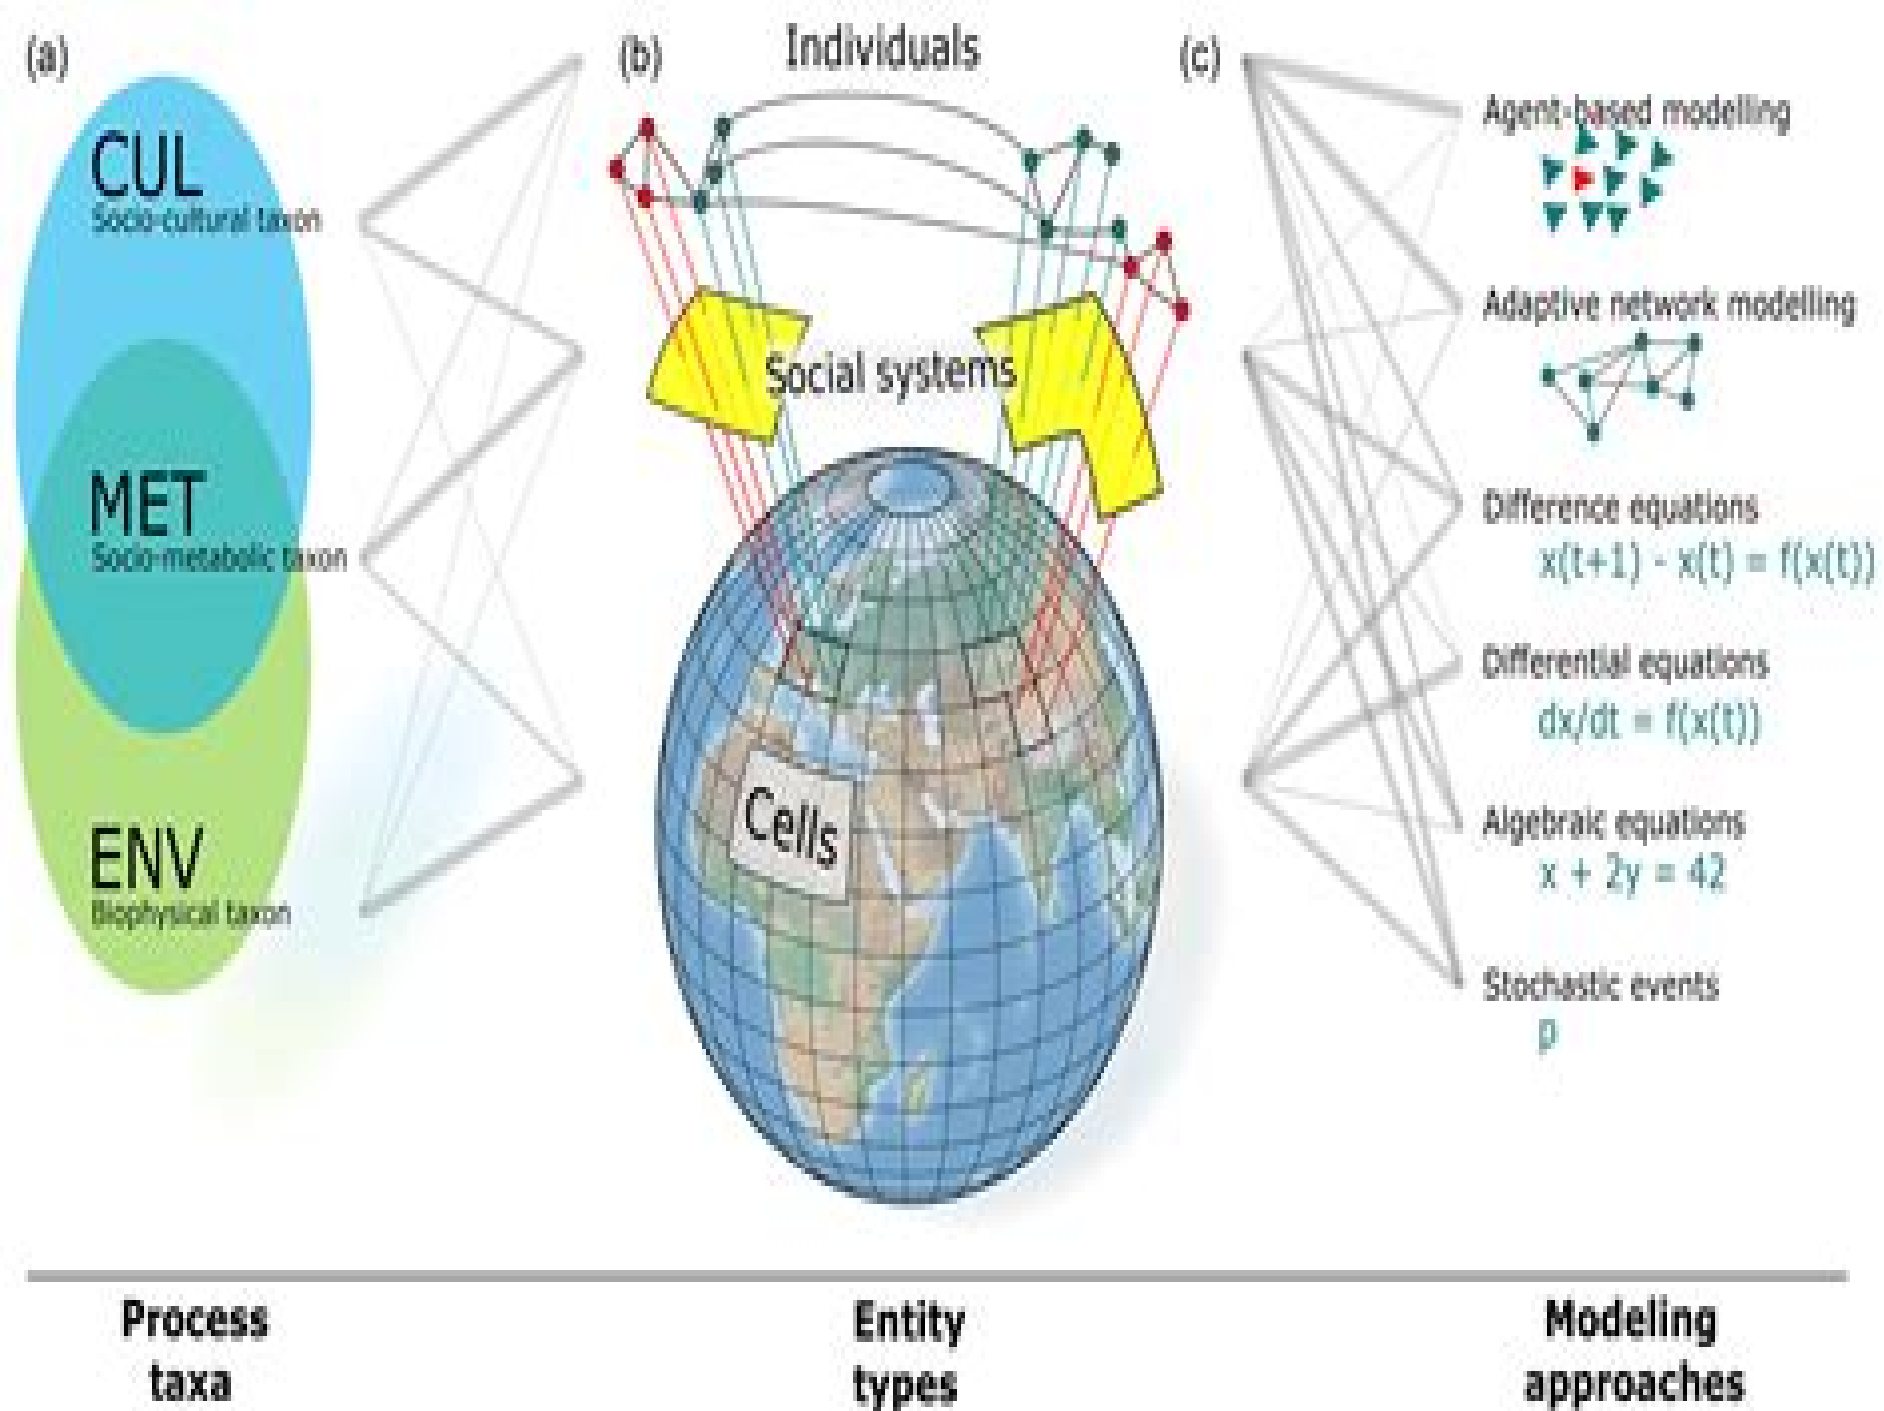 (a)
CUL
Socio-cultural taxon
MET
Socio-metabolic taxon
ENV
Biophysical taxon
(b)
Individuals
Social systems
Cells
(c)
Agent-based modelling
Adaptive network modelling
Difference equations
x(t+1) - x(t) = f(x(t))
Differential equations
dx/dt = f(x(t))
Algebraic equations
x + 2y = 42
Stochastic events
p
Process
taxa
Entity
types
Modeling
approaches